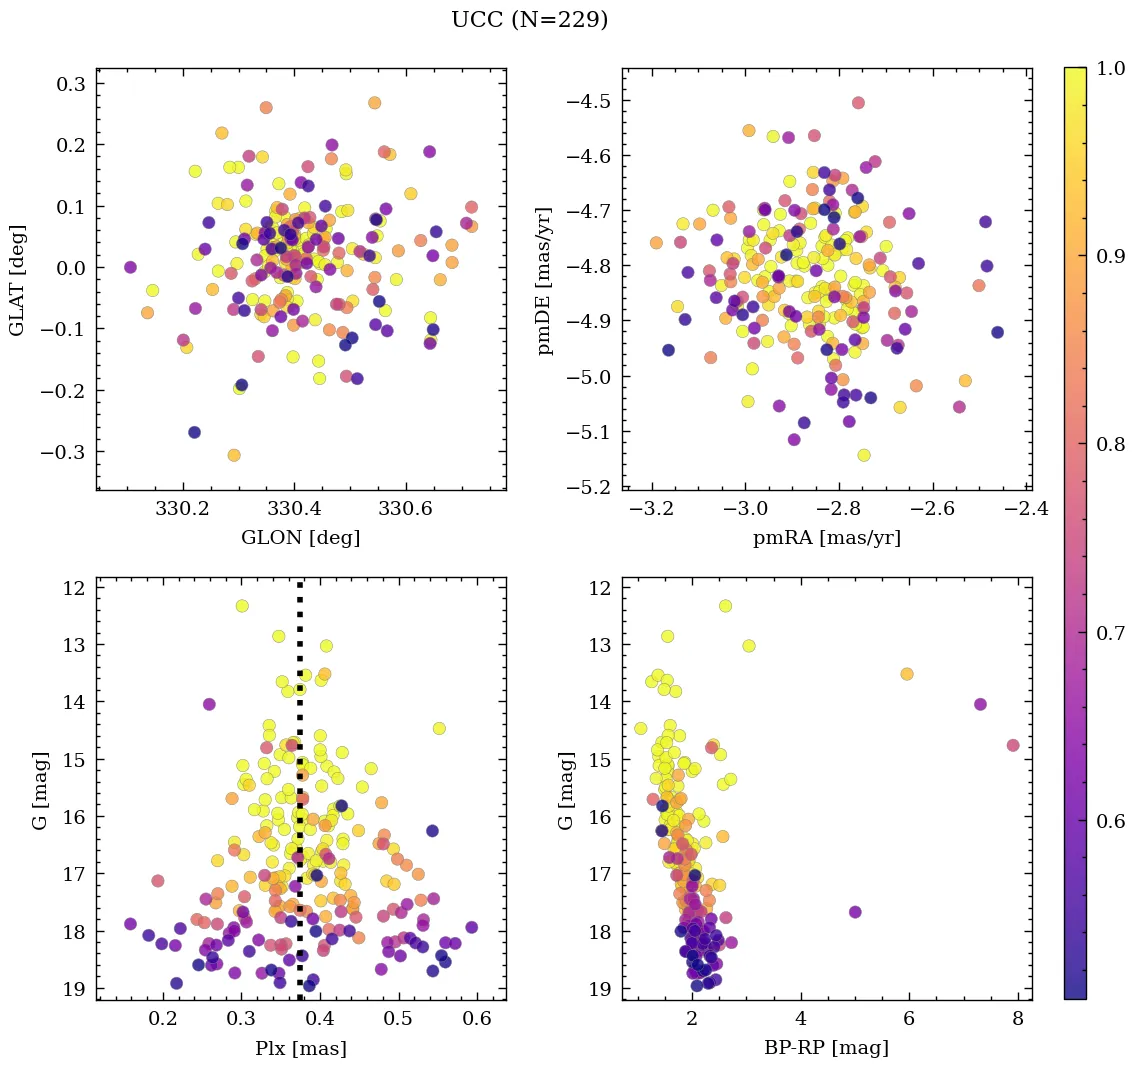 UCC (N=229)
0.3
0.2
0.1
0.0
−0.1
−0.2
−0.3
GLAT [deg]
330.2 330.4 330.6
GLON [deg]
−4.5
−4.6
−4.7
−4.8
−4.9
−5.0
−5.1
−5.2
pmDE [mas/yr]
−3.2 −3.0 −2.8 −2.6 −2.4
pmRA [mas/yr]
12
13
14
15
16
17
18
19
G [mag]
0.2 0.3 0.4 0.5 0.6
Plx [mas]
12
13
14
15
16
17
18
19
G [mag]
2 4 6 8
BP-RP [mag]
1.0
0.9
0.8
0.7
0.6